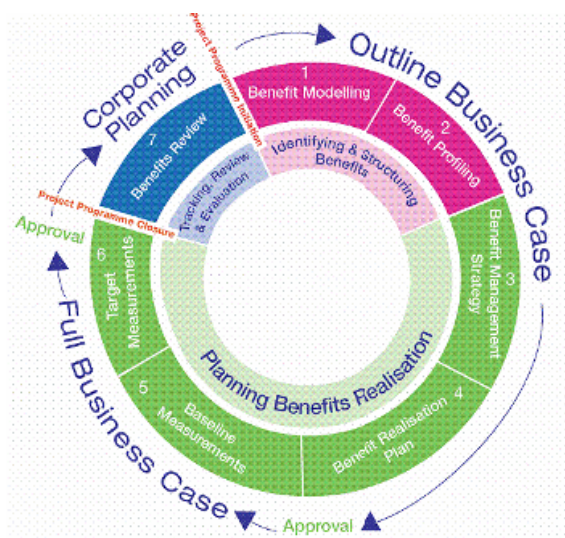 Outline Business Case
Corporate
Planning
Project Programme Initiation
1
Benefit Modelling
2
Benefit Profiling
3
Benefit Management
Strategy
4
Benefit Realisation
Plan
5
Baseline
Measurements
6
Target
Measurements
7
Benefits Review
Identifying & Structuring
Benefits
Tracking, Review
& Evaluation
Planning Benefits Realisation
Project Programme Closure
Approval
Full Business Case
Approval